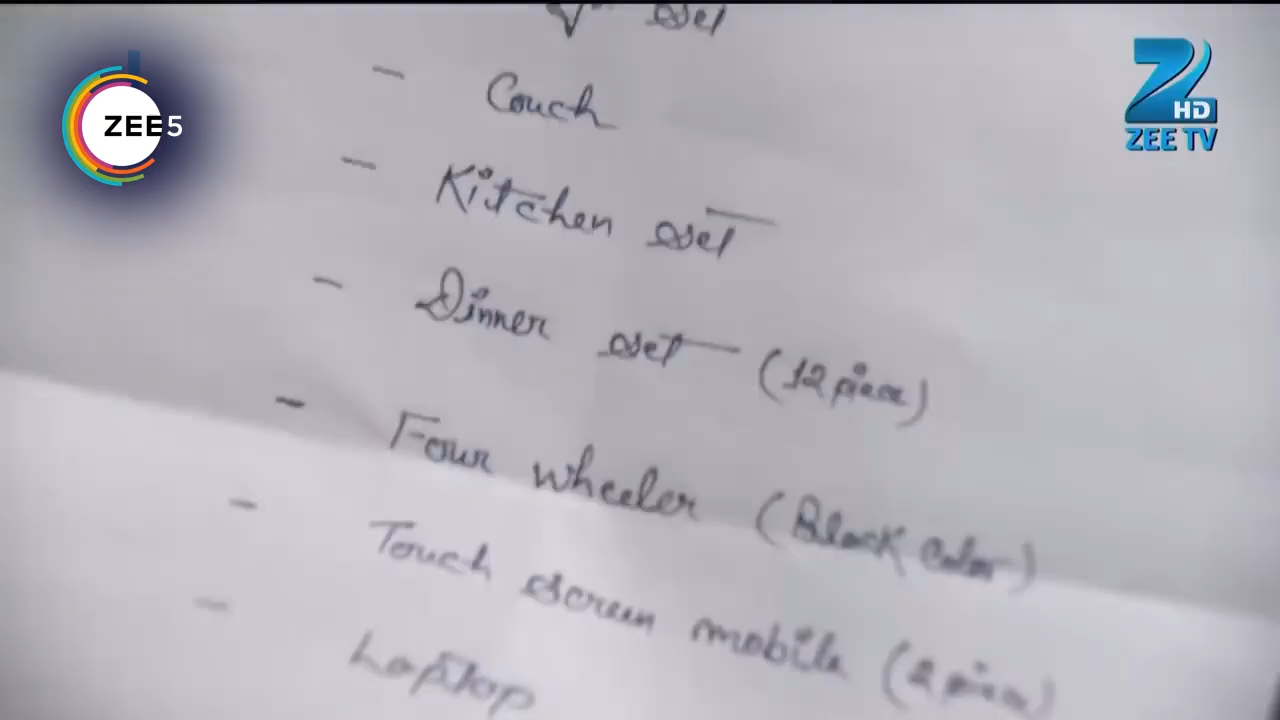 set
- Couch
- Kitchen set
- Dinner set (12 piece)
- Four wheeler (Black Color)
- Touch screen mobile (2 piece)
- Laptop
ZEE5
HD
ZEE TV